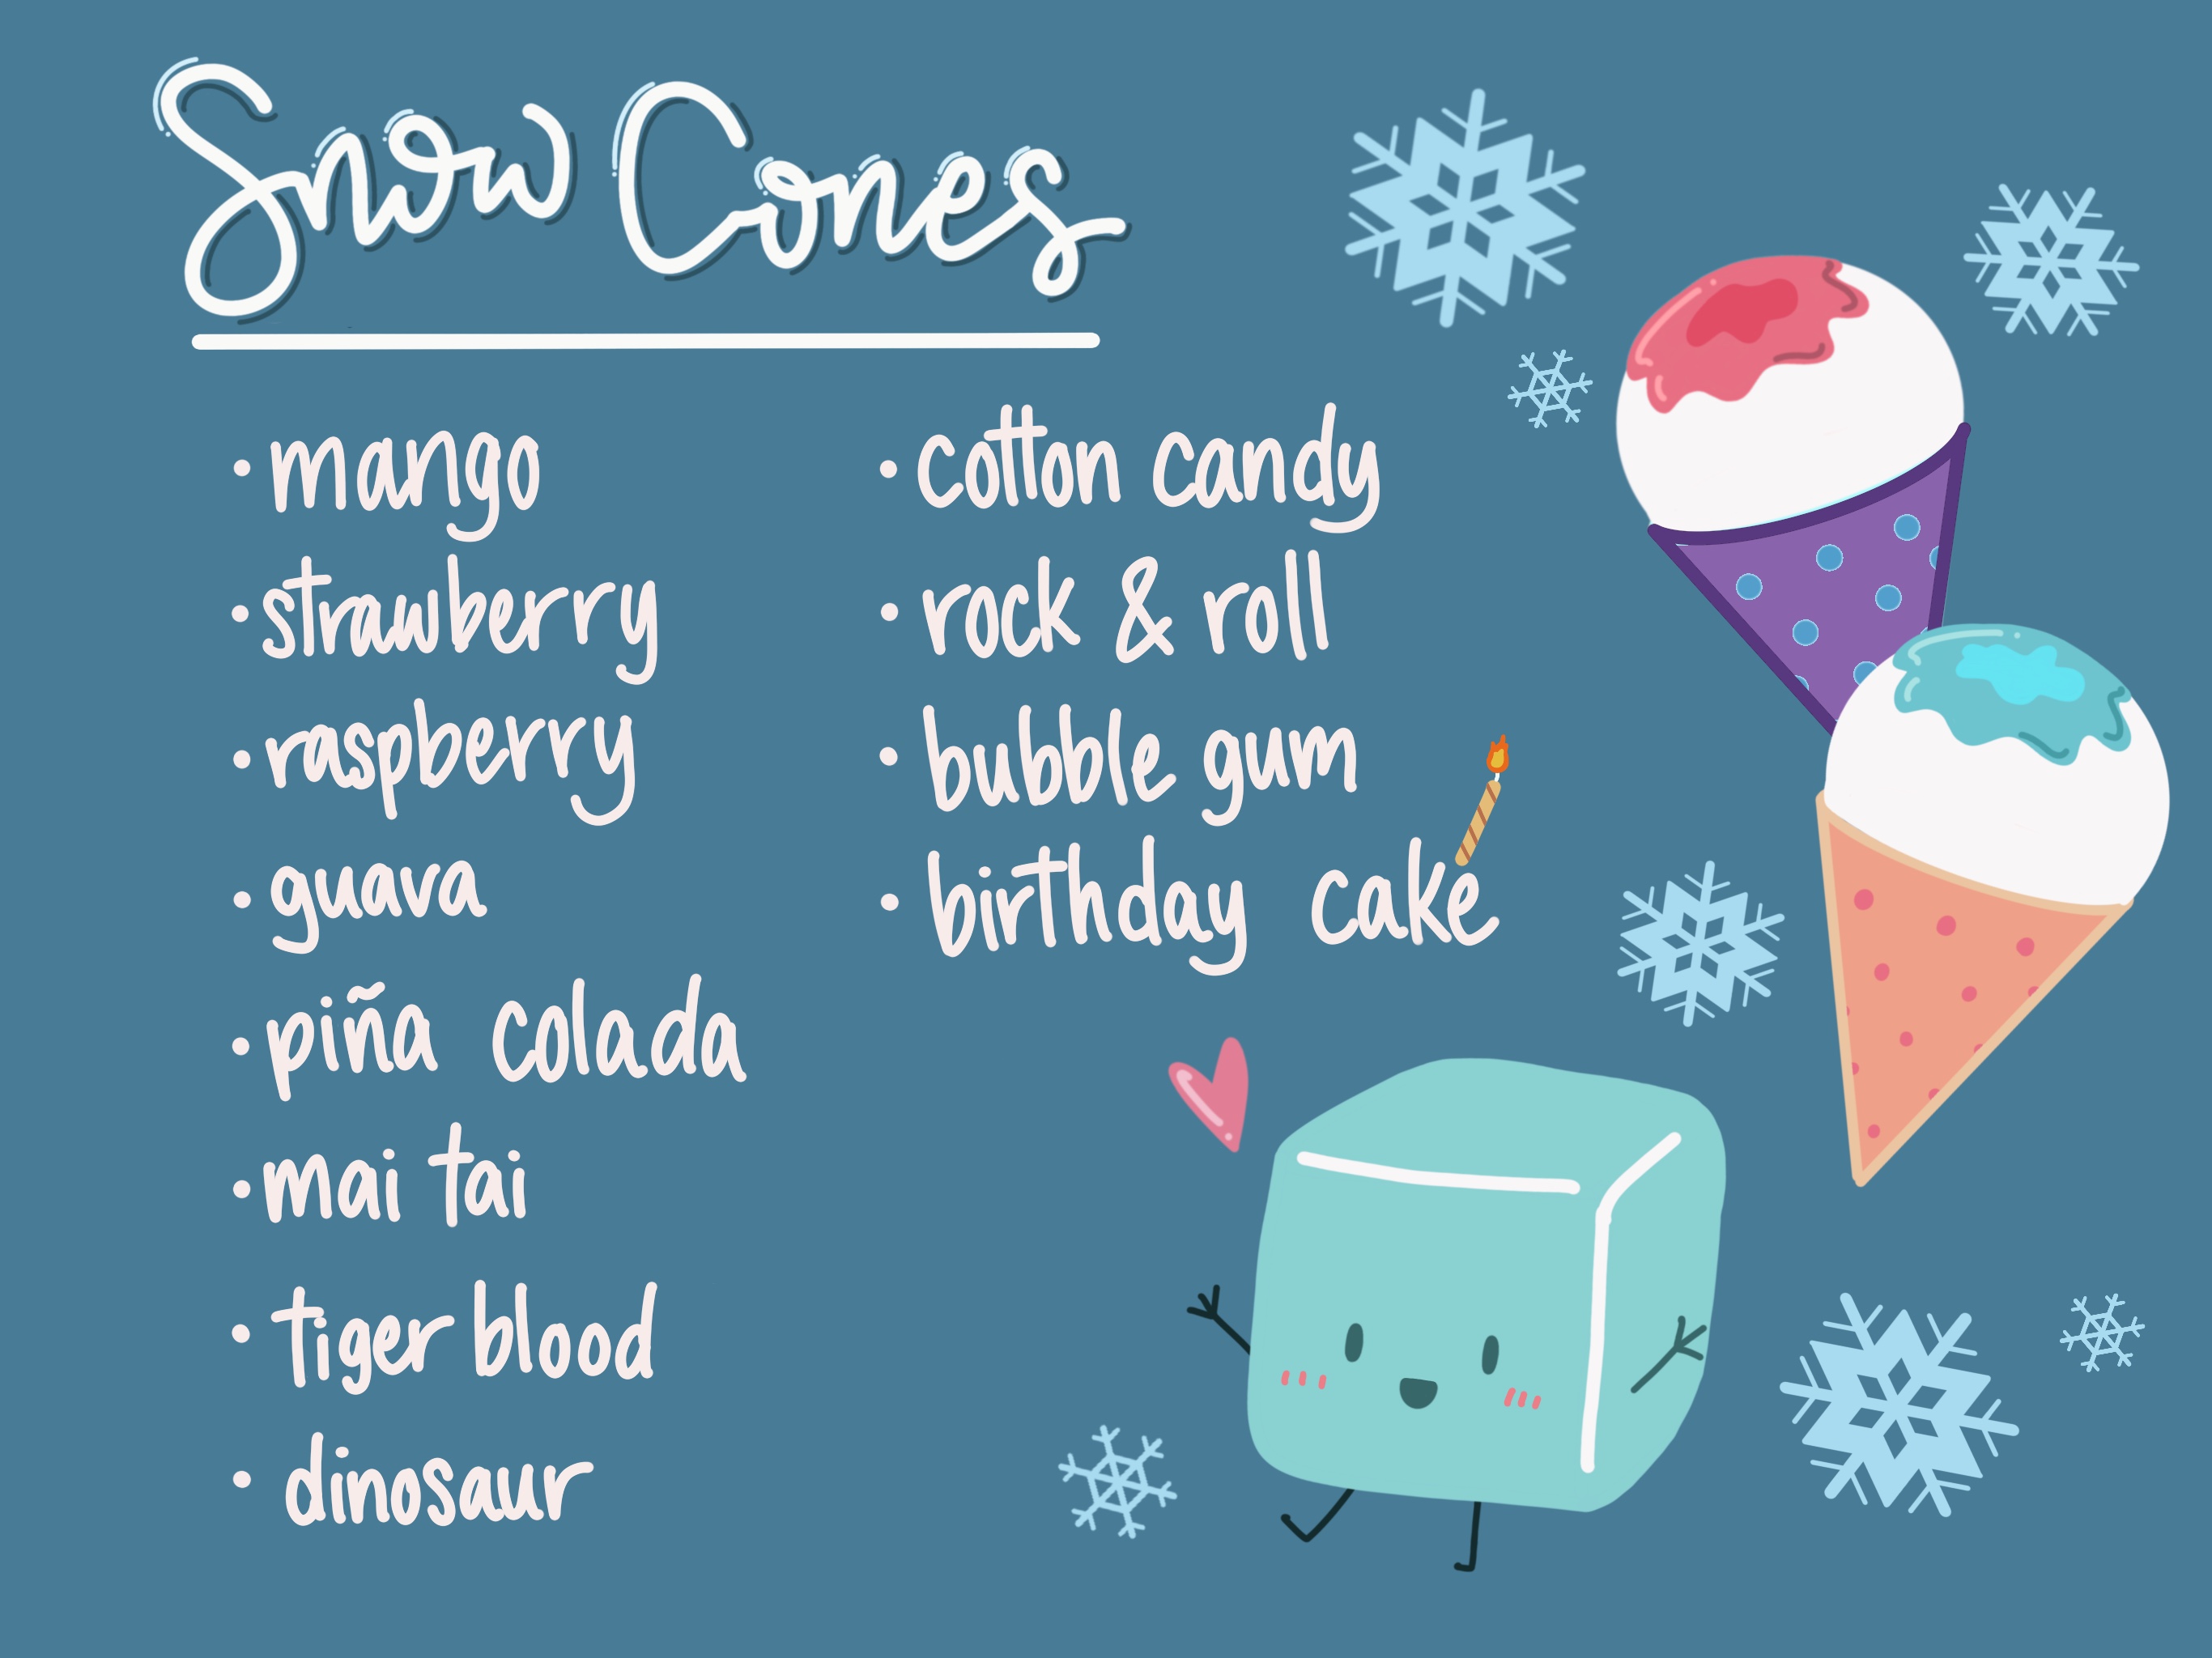 Snow Cones
• mango
• strawberry
• raspberry
• guava
• piña colada
• mai tai
• tiger blood
• dinosaur
• cotton candy
• rock & roll
• bubble gum
• birthday cake